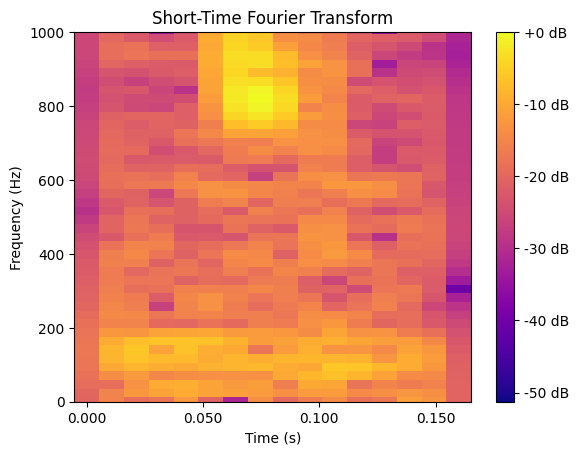 Short-Time Fourier Transform
1000
800
600
400
200
0
Frequency (Hz)
0.000
0.050
0.100
0.150
Time (s)
+0 dB
-10 dB
-20 dB
-30 dB
-40 dB
-50 dB